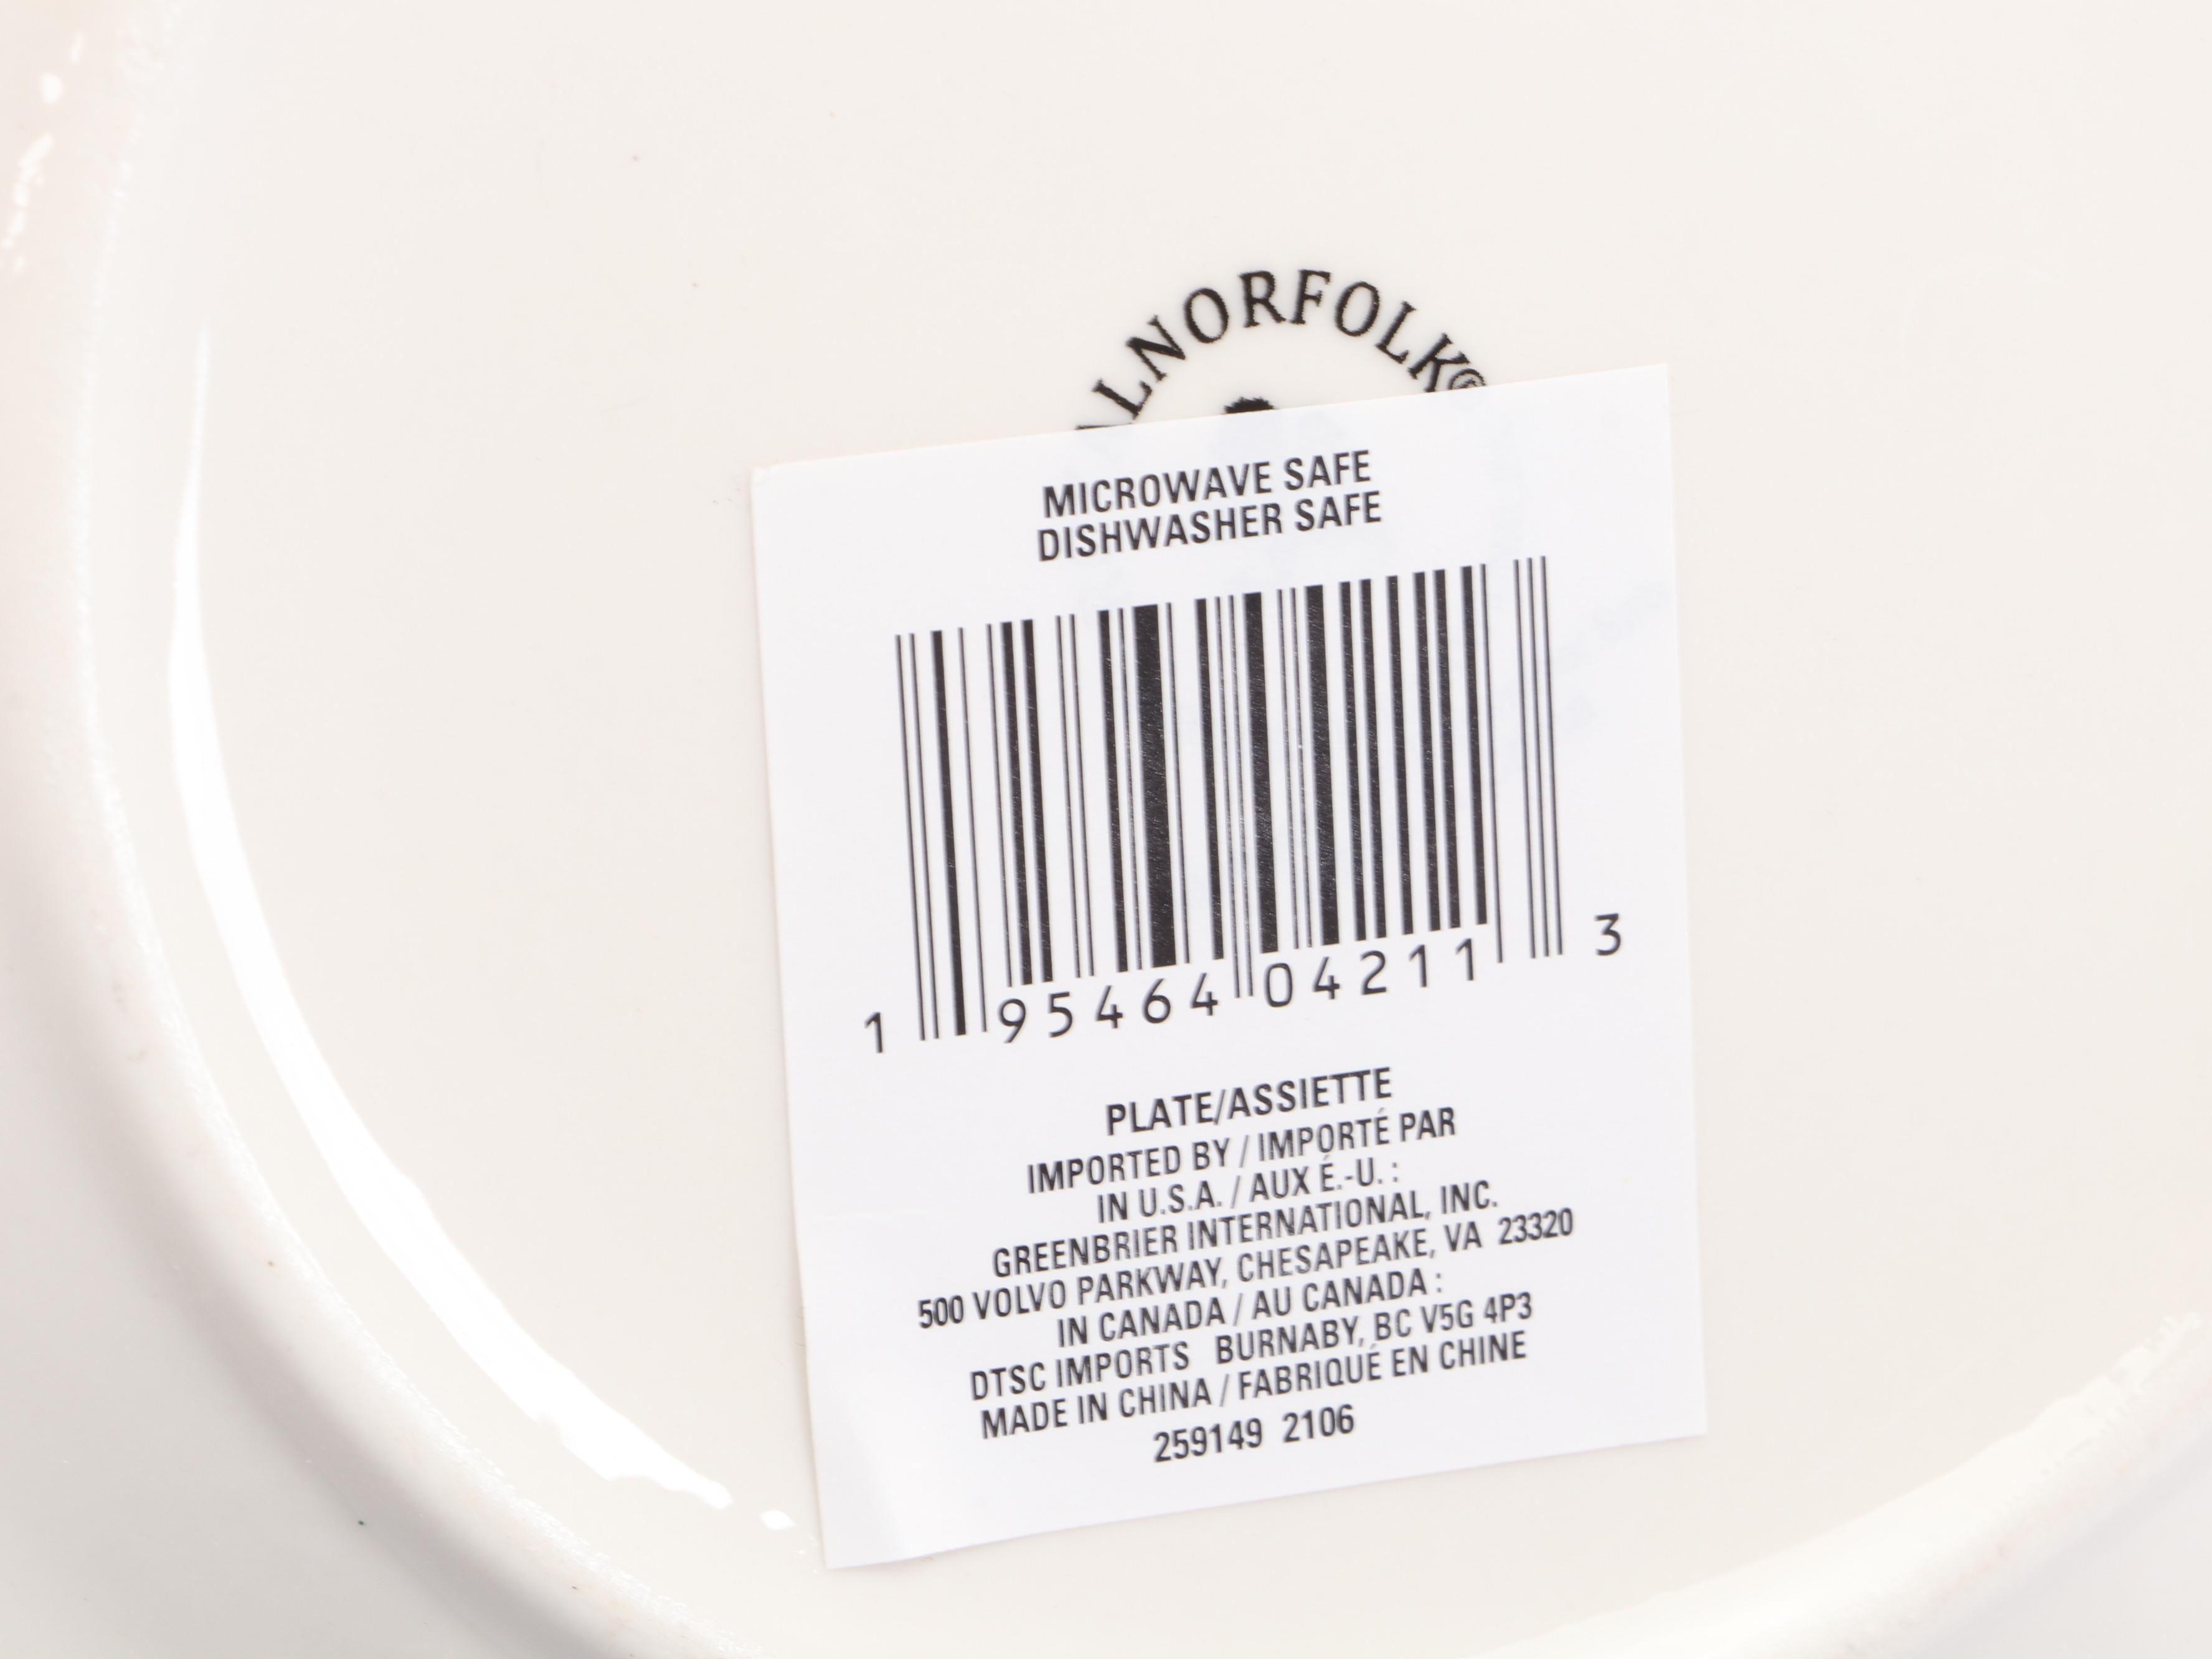 ALNORFOLK®
MICROWAVE SAFE
DISHWASHER SAFE
1 95464 04211 3
PLATE/ASSIETTE
IMPORTED BY / IMPORTÉ PAR
IN U.S.A. / AUX É.-U. :
GREENBRIER INTERNATIONAL, INC.
500 VOLVO PARKWAY, CHESAPEAKE, VA 23320
IN CANADA / AU CANADA :
DTSC IMPORTS BURNABY, BC V5G 4P3
MADE IN CHINA / FABRIQUÉ EN CHINE
259149 2106